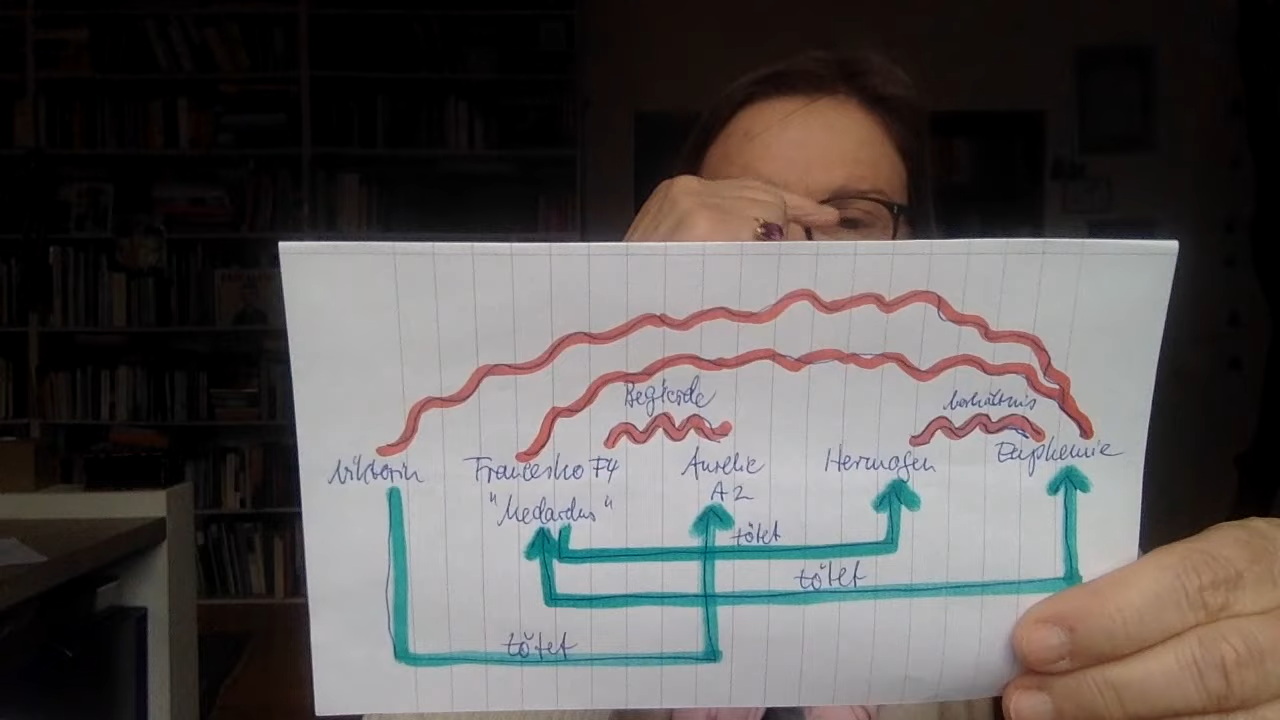 Begierde
Verhältnis
Viktorin
Francesko F4
"Medardus"
Aurelie
A2
Hermogen
Euphemie
tötet
tötet
tötet